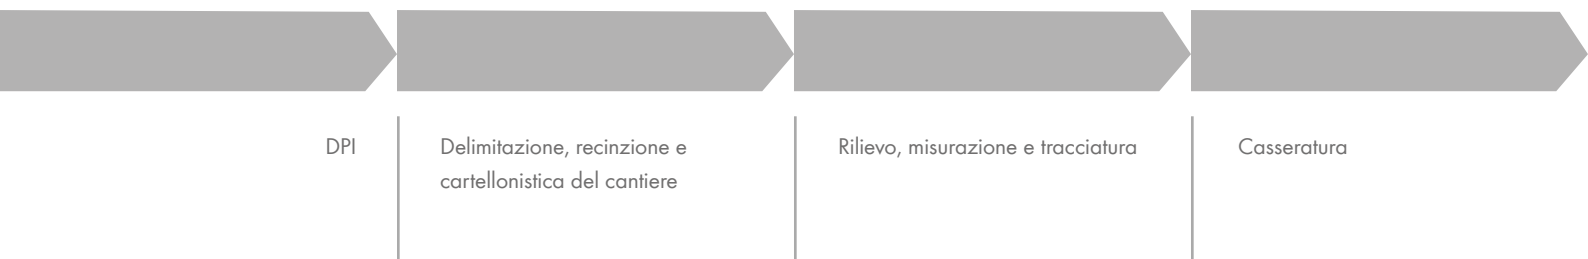 DPI
Delimitazione, recinzione e
cartellonistica del cantiere
Rilievo, misurazione e tracciatura
Casseratura